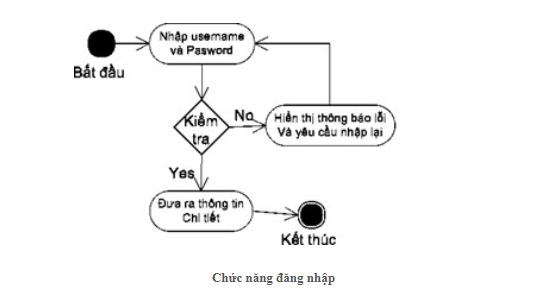 Nhập username
và Pasword
Bắt đầu
Kiểm
tra
No
Hiển thị thông báo lỗi
Và yêu cầu nhập lại
Yes
Đưa ra thông tin
Chi tiết
Kết thúc
Chức năng đăng nhập